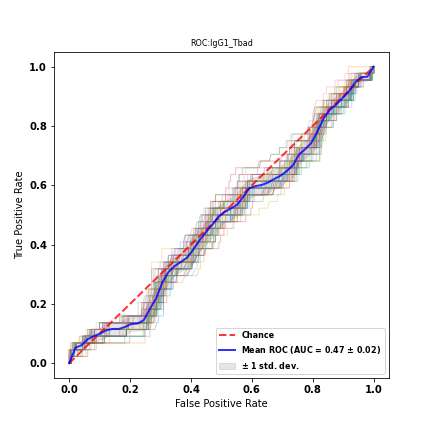 ROC:IgG1_Tbad
1.0
0.8
0.6
0.4
0.2
0.0
True Positive Rate
Chance
Mean ROC (AUC = 0.47 ± 0.02)
± 1 std. dev.
0.0 0.2 0.4 0.6 0.8 1.0
False Positive Rate